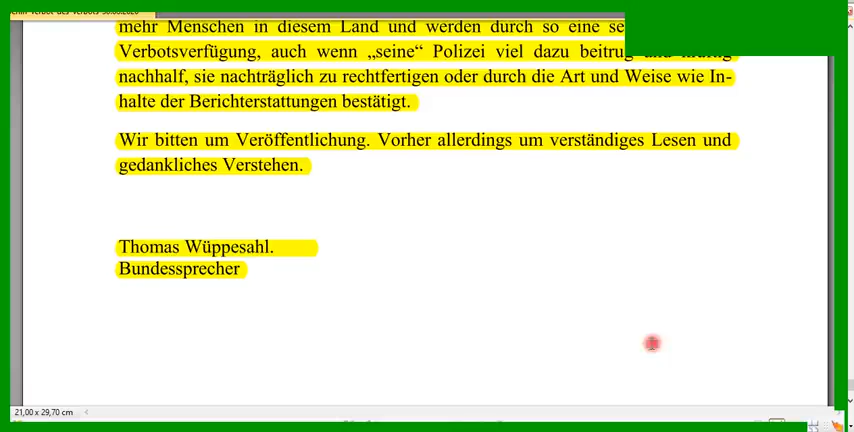 mehr Menschen in diesem Land und werden durch so eine
Verbotsverfügung, auch wenn „seine“ Polizei viel dazu beitrug und
nachhalf, sie nachträglich zu rechtfertigen oder durch die Art und Weise wie In-
halte der Berichterstattungen bestätigt.
Wir bitten um Veröffentlichung. Vorher allerdings um verständiges Lesen und
gedankliches Verstehen.
Thomas Wüppesahl.
Bundessprecher
21,00 x 29,70 cm